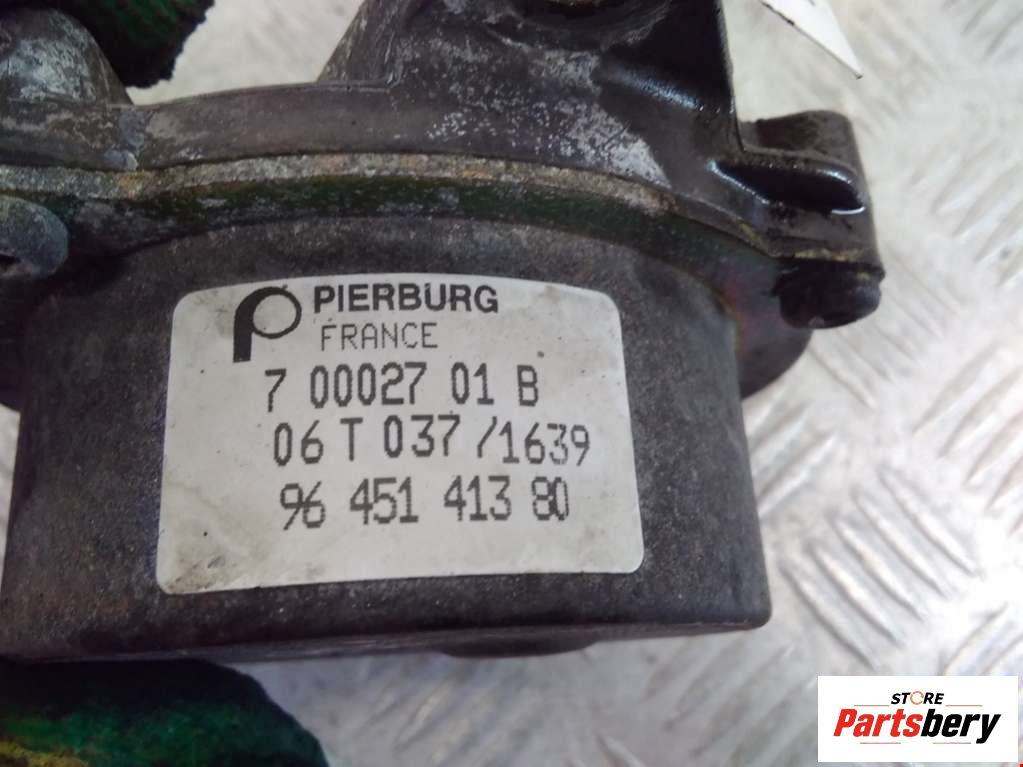 PIERBURG
FRANCE
7 00027 01 B
06 T 037 / 1639
96 451 413 80
STORE
Partsbery